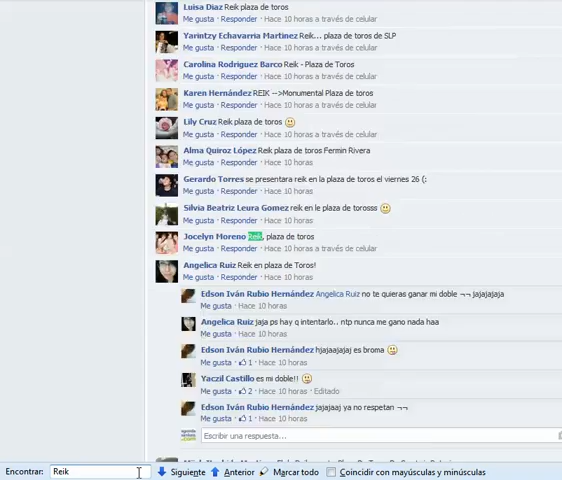 Luisa Diaz Reik plaza de toros
Me gusta · Responder · Hace 10 horas a través de celular
Yarintzy Echavarria Martinez Reik... plaza de toros de SLP
Me gusta · Responder · Hace 10 horas a través de celular
Carolina Rodriguez Barco Reik - Plaza de Toros
Me gusta · Responder · Hace 10 horas a través de celular
Karen Hernández REIK -->Monumental Plaza de toros
Me gusta · Responder · Hace 10 horas a través de celular
Lily Cruz Reik plaza de toros
Me gusta · Responder · Hace 10 horas a través de celular
Alma Quiroz López Reik plaza de toros Fermin Rivera
Me gusta · Responder · Hace 10 horas
Gerardo Torres se presentara reik en la plaza de toros el viernes 26 (:
Me gusta · Responder · Hace 10 horas
Silvia Beatriz Leura Gomez reik en le plaza de torosss
Me gusta · Responder · Hace 10 horas
Jocelyn Moreno Reik, plaza de toros
Me gusta · Responder · Hace 10 horas a través de celular
Angelica Ruiz Reik en plaza de Toros!
Me gusta · Responder · Hace 10 horas
Edson Iván Rubio Hernández Angelica Ruiz no te quieras ganar mi doble ¬¬ jajajajaja
Me gusta · Hace 10 horas
Angelica Ruiz jaja ps hay q intentarlo.. ntp nunca me gano nada haa
Me gusta · Hace 10 horas
Edson Iván Rubio Hernández hjajaajajaj es broma
Me gusta · 1 · Hace 10 horas
Yaczil Castillo es mi doble!!
Me gusta · 2 · Hace 10 horas · Editado
Edson Iván Rubio Hernández jajajaaj ya no respetan ¬¬
Me gusta · 1 · Hace 10 horas
Escribir una respuesta...
Encontrar: Reik Siguiente Anterior Marcar todo Coincidir con mayúsculas y minúsculas